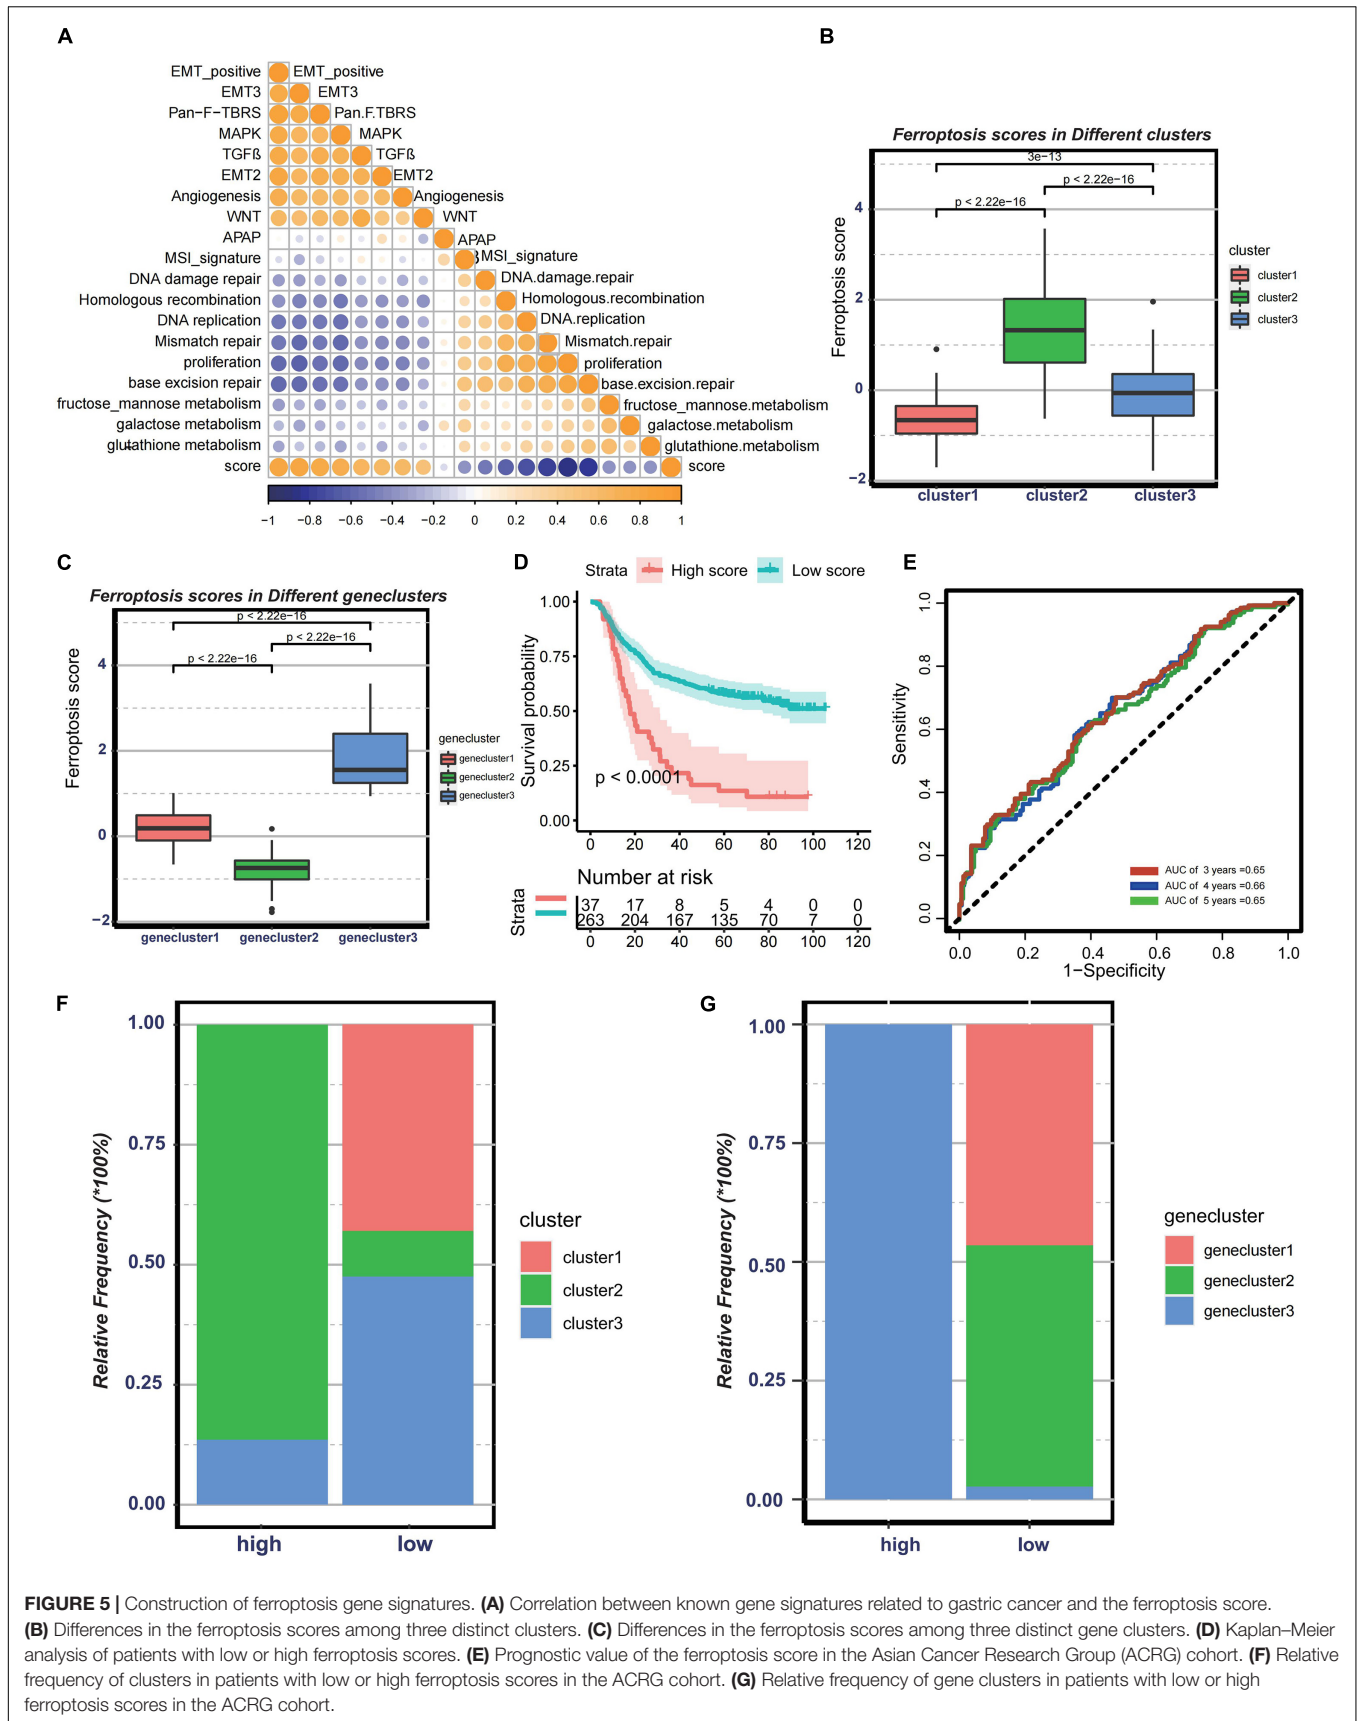 A
EMT_positive EMT_positive
EMT3 EMT3
Pan−F−TBRS Pan.F.TBRS
MAPK MAPK
TGFß TGFß
EMT2 EMT2
Angiogenesis Angiogenesis
WNT WNT
APAP APAP
MSI_signature MSI_signature
DNA damage repair DNA.damage.repair
Homologous recombination Homologous.recombination
DNA replication DNA.replication
Mismatch repair Mismatch.repair
proliferation proliferation
base excision repair base.excision.repair
fructose_mannose metabolism fructose_mannose.metabolism
galactose metabolism galactose.metabolism
glutathione metabolism glutathione.metabolism
score score
−1 −0.8 −0.6 −0.4 −0.2 0 0.2 0.4 0.6 0.8 1
B
Ferroptosis scores in Different clusters
3e−13
p < 2.22e−16
p < 2.22e−16
Ferroptosis score
4
2
0
−2
cluster1 cluster2 cluster3
cluster
cluster1
cluster2
cluster3
C
Ferroptosis scores in Different geneclusters
p < 2.22e−16
p < 2.22e−16
p < 2.22e−16
Ferroptosis score
4
2
0
−2
genecluster1 genecluster2 genecluster3
genecluster
genecluster1
genecluster2
genecluster3
D
Strata High score Low score
Survival probability
1.00
0.75
0.50
0.25
0.00
p < 0.0001
0 20 40 60 80 100 120
Number at risk
Strata
37 17 8 5 4 0 0
263 204 167 135 70 7 0
0 20 40 60 80 100 120
E
Sensitivity
1.0
0.8
0.6
0.4
0.2
0.0
AUC of 3 years =0.65
AUC of 4 years =0.66
AUC of 5 years =0.65
0.0 0.2 0.4 0.6 0.8 1.0
1−Specificity
F
Relative Frequency (*100%)
1.00
0.75
0.50
0.25
0.00
high low
cluster
cluster1
cluster2
cluster3
G
Relative Frequency (*100%)
1.00
0.75
0.50
0.25
0.00
high low
genecluster
genecluster1
genecluster2
genecluster3
FIGURE 5 | Construction of ferroptosis gene signatures. (A) Correlation between known gene signatures related to gastric cancer and the ferroptosis score.
(B) Differences in the ferroptosis scores among three distinct clusters. (C) Differences in the ferroptosis scores among three distinct gene clusters. (D) Kaplan–Meier
analysis of patients with low or high ferroptosis scores. (E) Prognostic value of the ferroptosis score in the Asian Cancer Research Group (ACRG) cohort. (F) Relative
frequency of clusters in patients with low or high ferroptosis scores in the ACRG cohort. (G) Relative frequency of gene clusters in patients with low or high
ferroptosis scores in the ACRG cohort.